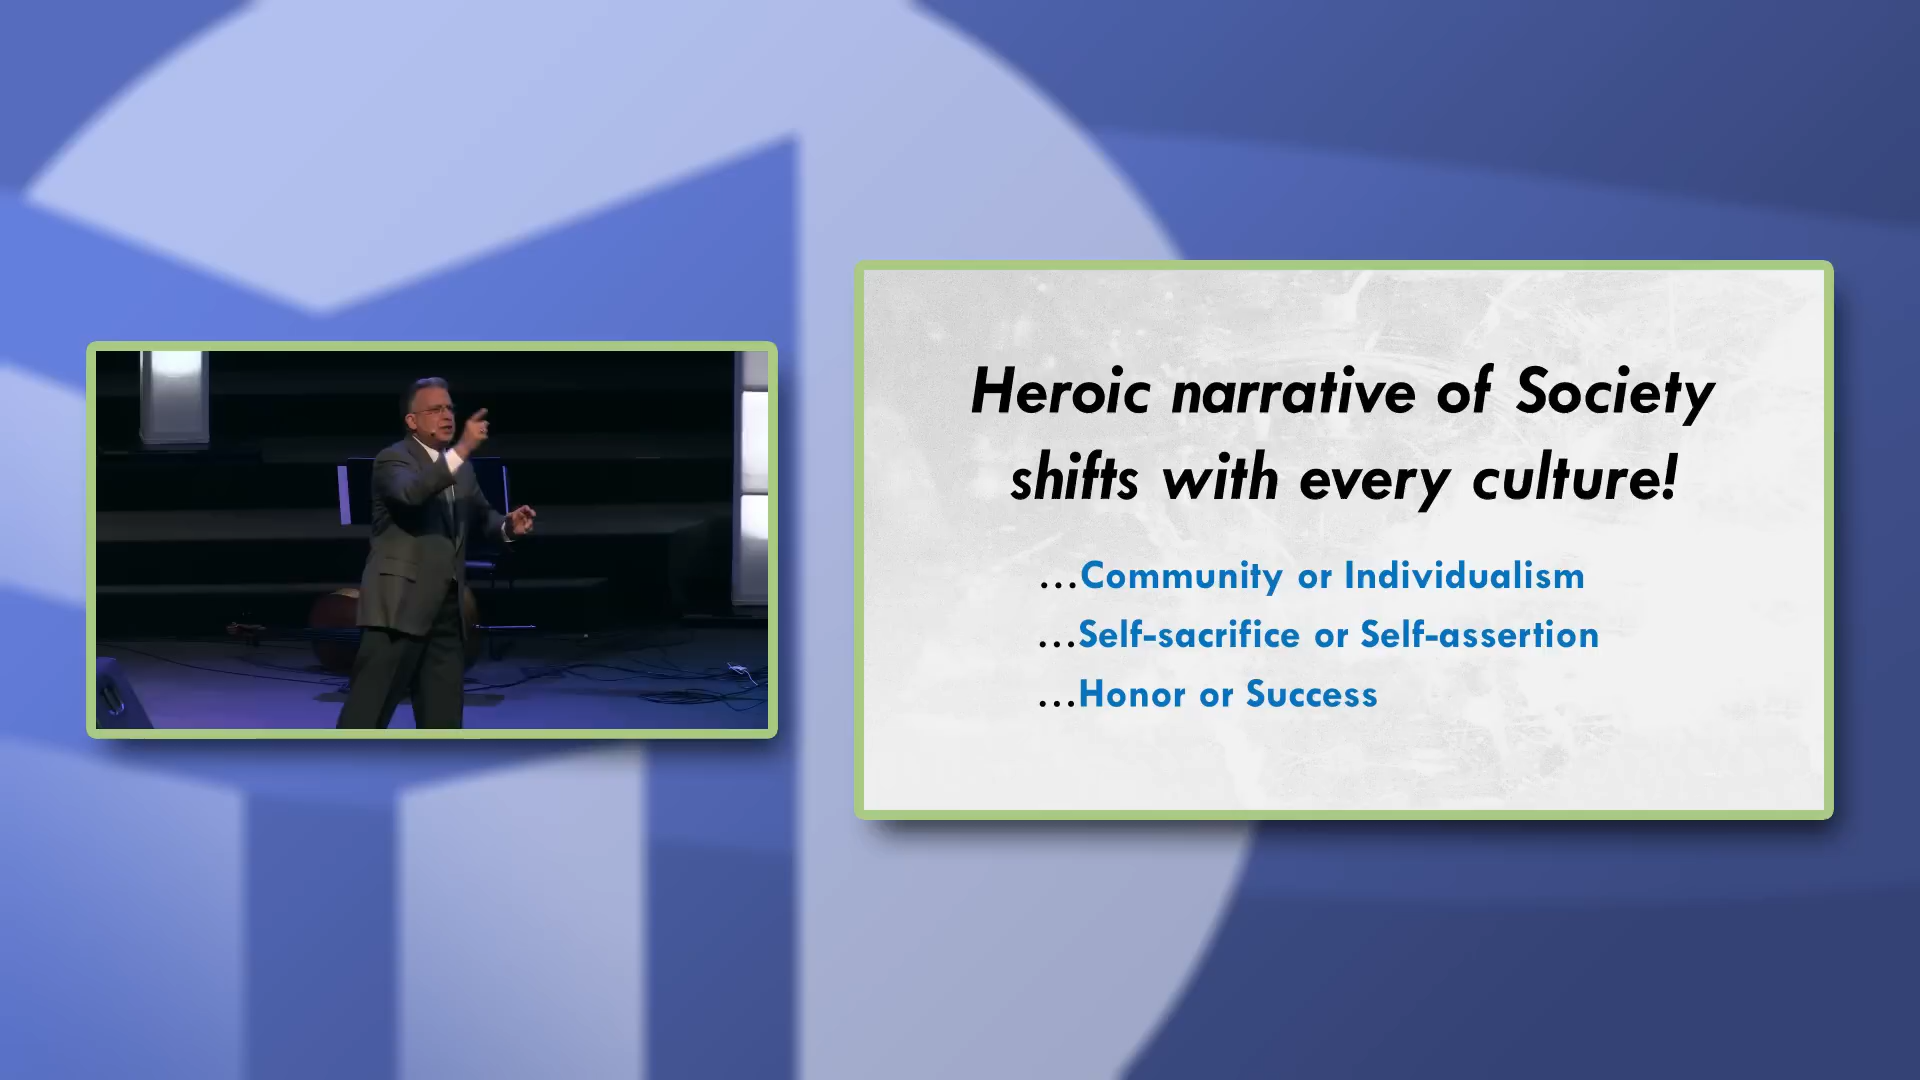 Heroic narrative of Society
shifts with every culture!
...Community or Individualism
...Self-sacrifice or Self-assertion
...Honor or Success